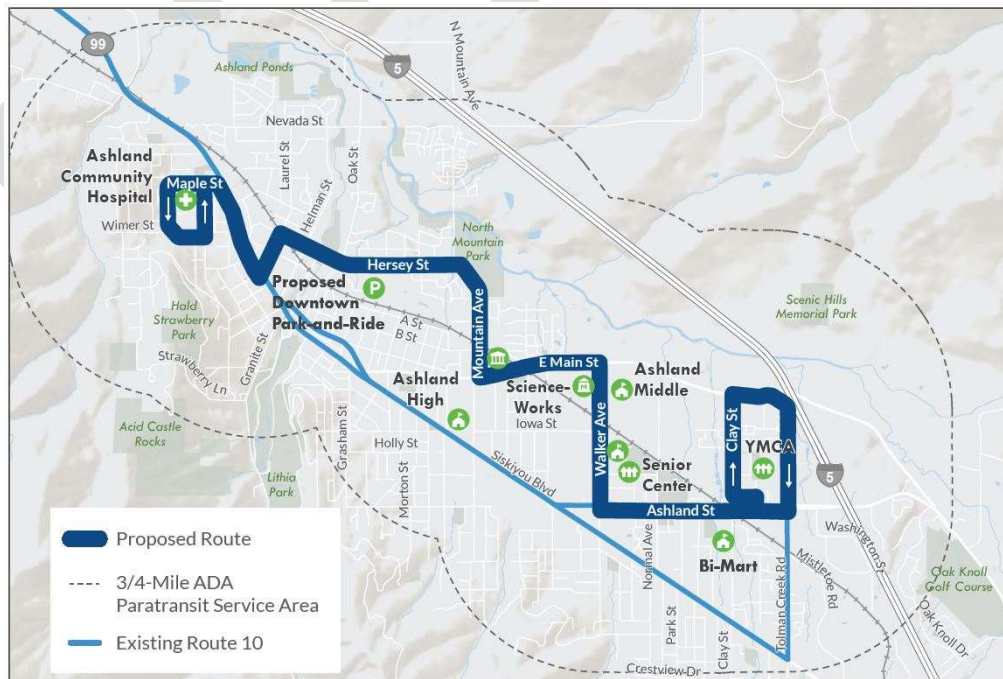 99
5
N Mountain Ave
Ashland Ponds
Nevada St
Laurel St
Oak St
Helman St
Ashland
Community
Hospital
Maple St
Wimer St
North
Mountain
Park
Hersey St
P
Proposed
Downtown
Park-and-Ride
A St
B St
Mountain Ave
Hald
Strawberry
Park
Granite St
Strawberry Ln
Scenic Hills
Memorial Park
E Main St
Science-
Works
Ashland
Middle
Ashland
High
Iowa St
Walker Ave
Clay St
YMCA
5
Acid Castle
Rocks
Grasham St
Holly St
Siskiyou Blvd
Lithia
Park
Morton St
Senior
Center
Ashland St
Normal Ave
Bi-Mart
Washington St
Mistletoe Rd
Tolman Creek Rd
Oak Knoll
Golf Course
Oak Knoll Dr
Park St
Clay St
Crestview Dr
Proposed Route
3/4-Mile ADA
Paratransit Service Area
Existing Route 10